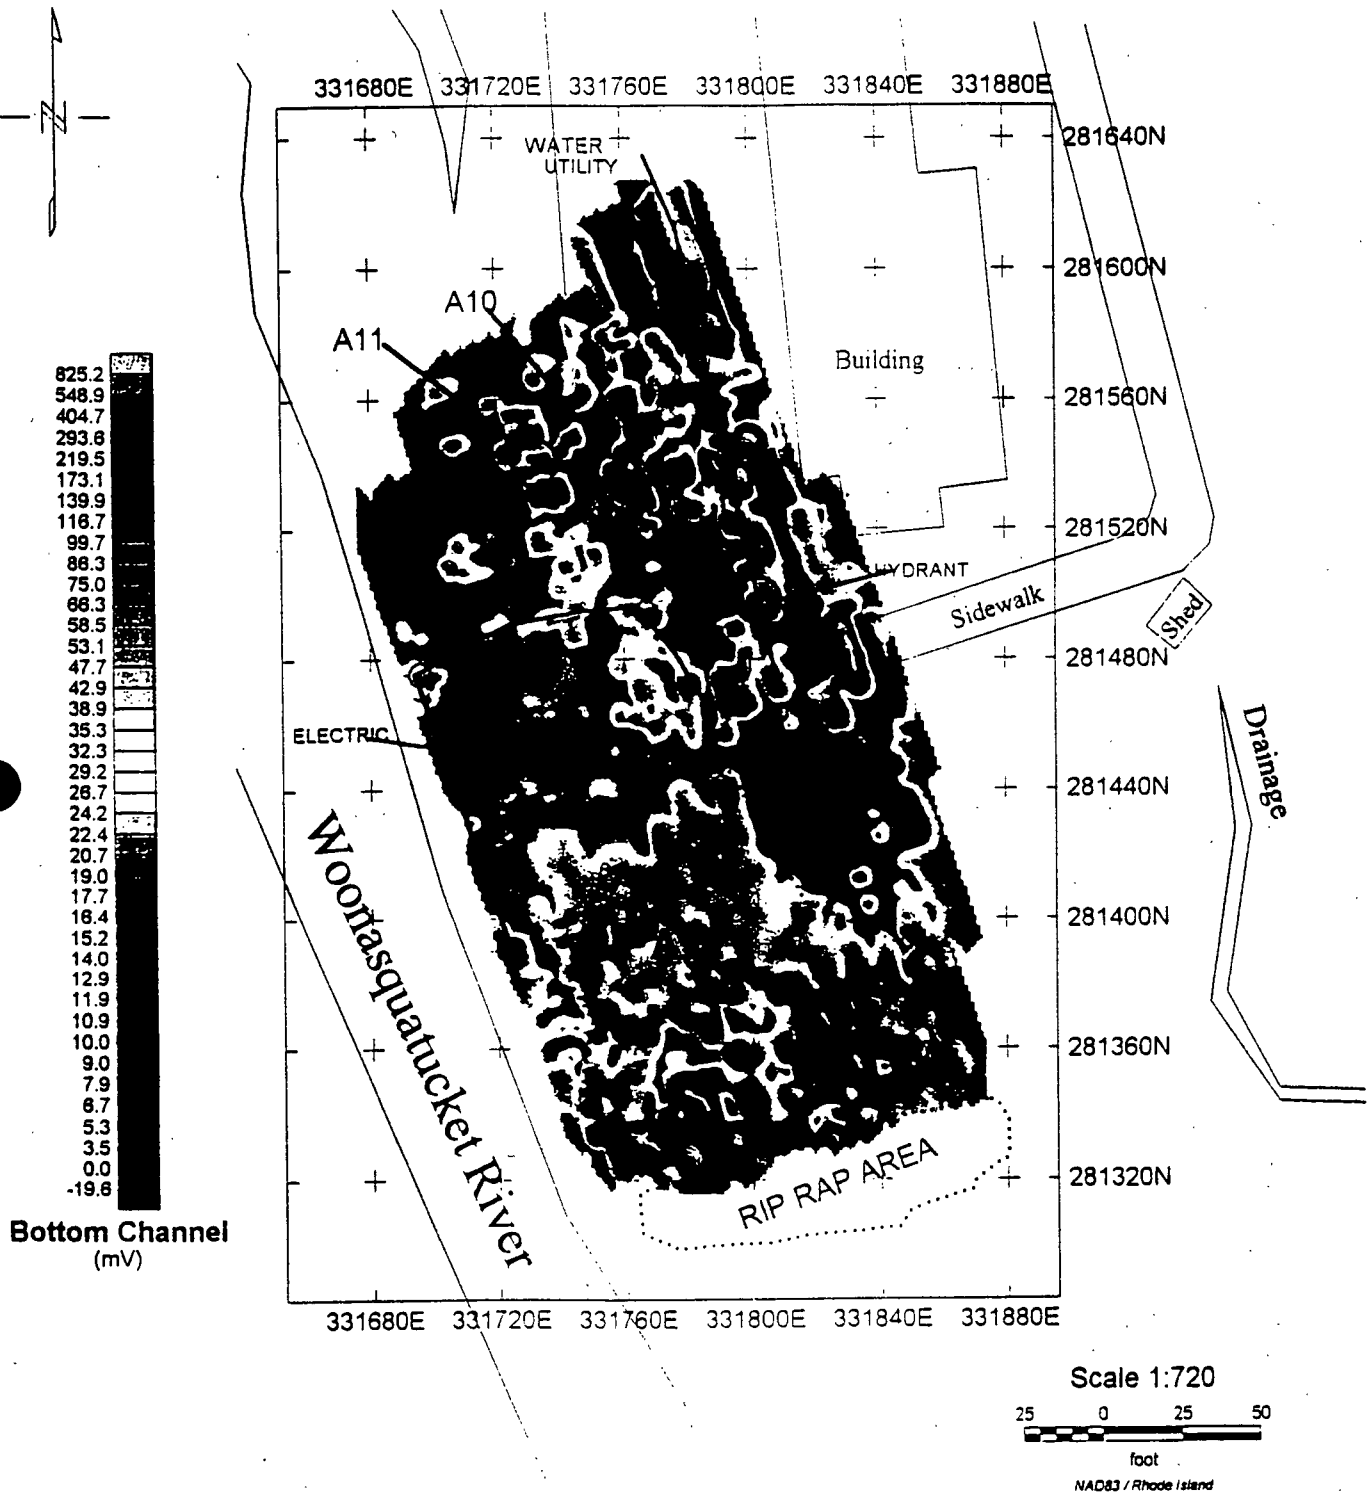 N
331680E 331720E 331760E 331800E 331840E 331880E
WATER
UTILITY
281640N
281600N
A10
A11
Building
281560N
281520N
HYDRANT
Sidewalk
Shed
281480N
ELECTRIC
Drainage
281440N
Woonasquatucket River
281400N
281360N
RIP RAP AREA
281320N
331680E 331720E 331760E 331800E 331840E 331880E
825.2
548.9
404.7
293.6
219.5
173.1
139.9
116.7
99.7
86.3
75.0
66.3
58.5
53.1
47.7
42.9
38.9
35.3
32.3
29.2
26.7
24.2
22.4
20.7
19.0
17.7
16.4
15.2
14.0
12.9
11.9
10.9
10.0
9.0
7.9
6.7
5.3
3.5
0.0
-19.6
Bottom Channel
(mV)
Scale 1:720
25 0 25 50
foot
NAD83 / Rhode Island